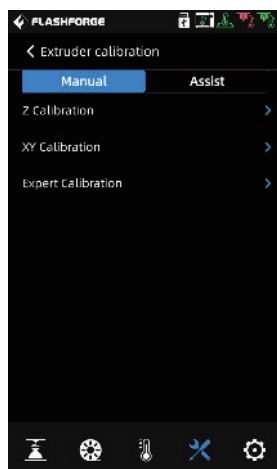 FLASHFORGE
Extruder calibration
Manual Assist
Z Calibration
XY Calibration
Expert Calibration